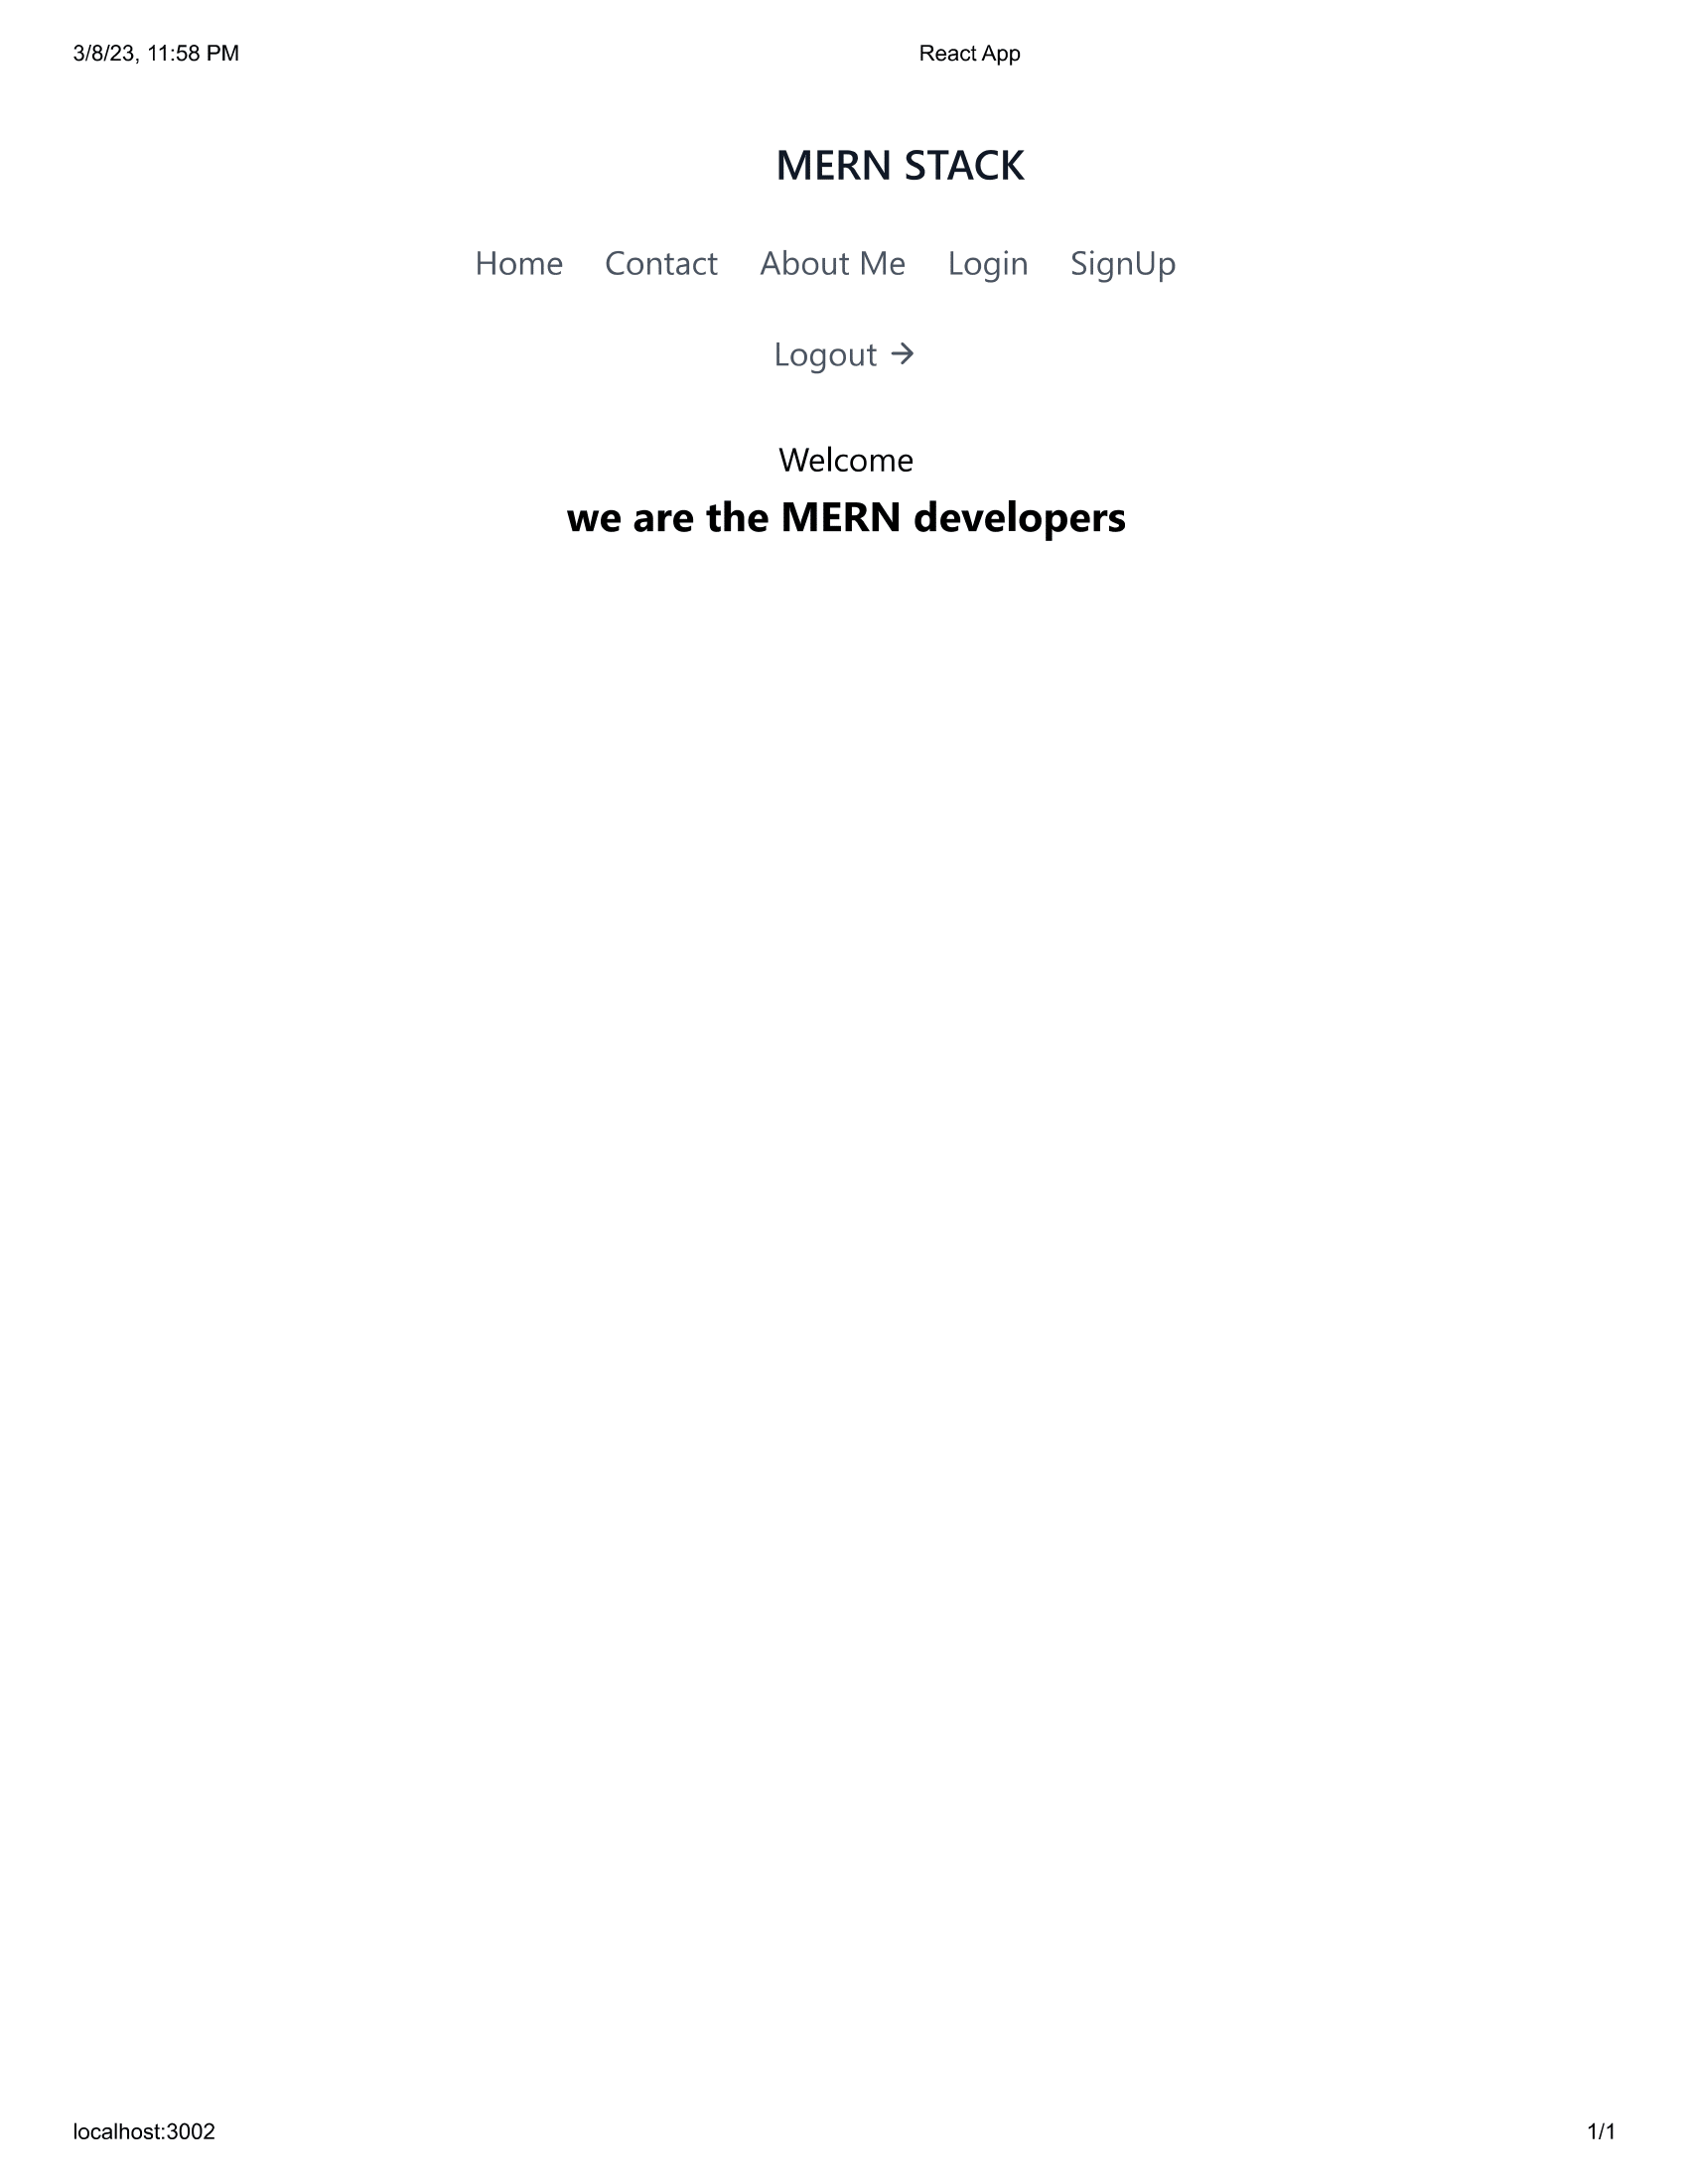 3/8/23, 11:58 PM React App
MERN STACK
Home Contact About Me Login SignUp
Logout →
Welcome
we are the MERN developers
localhost:3002 1/1